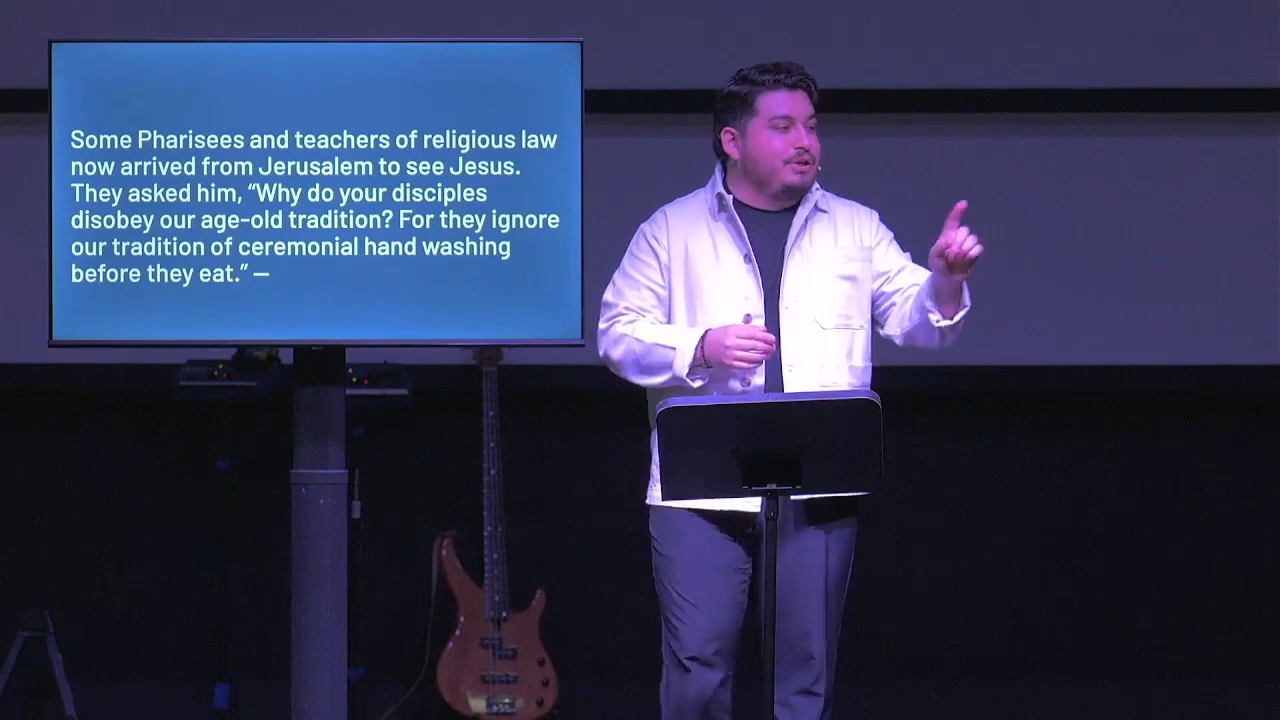 Some Pharisees and teachers of religious law
now arrived from Jerusalem to see Jesus.
They asked him, “Why do your disciples
disobey our age-old tradition? For they ignore
our tradition of ceremonial hand washing
before they eat.” —